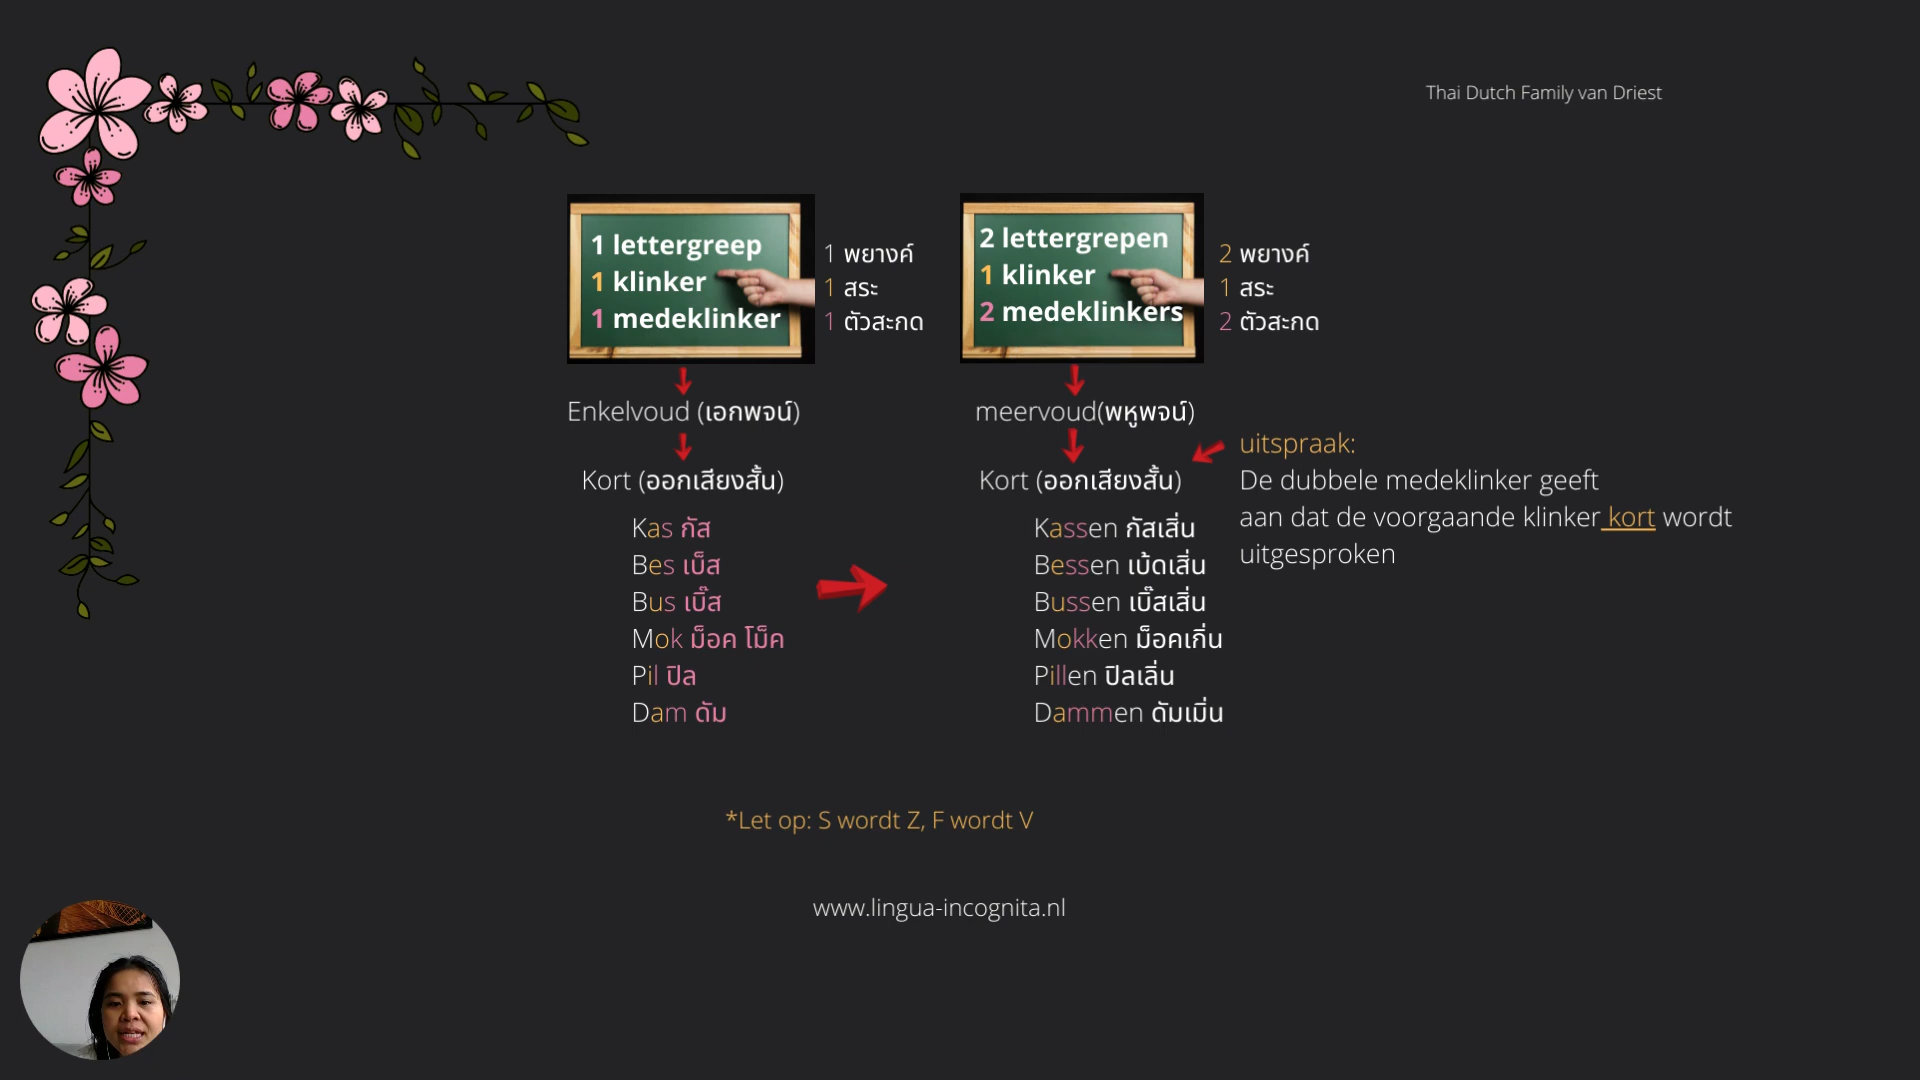 Thai Dutch Family van Driest
1 lettergreep
1 klinker
1 medeklinker
1 พยางค์
1 สระ
1 ตัวสะกด
2 lettergrepen
1 klinker
2 medeklinkers
2 พยางค์
1 สระ
2 ตัวสะกด
Enkelvoud (เอกพจน์)
Kort (ออกเสียงสั้น)
Kas กัส
Bes เบ็ส
Bus เบิ๊ส
Mok ม็อค โม็ค
Pil ปิล
Dam ดัม
meervoud(พหูพจน์)
Kort (ออกเสียงสั้น)
Kassen กัสเสิ่น
Bessen เบ้ดเสิ่น
Bussen เบิ๊สเสิ่น
Mokken ม็อคเกิ่น
Pillen ปิลเลิ่น
Dammen ดัมเมิ่น
uitspraak:
De dubbele medeklinker geeft
aan dat de voorgaande klinker kort wordt
uitgesproken
*Let op: S wordt Z, F wordt V
www.lingua-incognita.nl